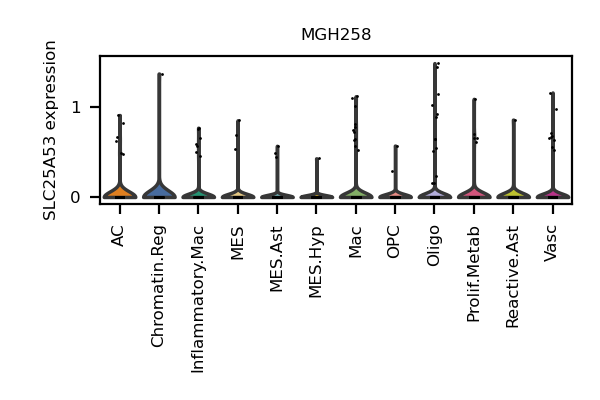 MGH258
SLC25A53 expression
1
0
AC
Chromatin.Reg
Inflammatory.Mac
MES
MES.Ast
MES.Hyp
Mac
OPC
Oligo
Prolif.Metab
Reactive.Ast
Vasc